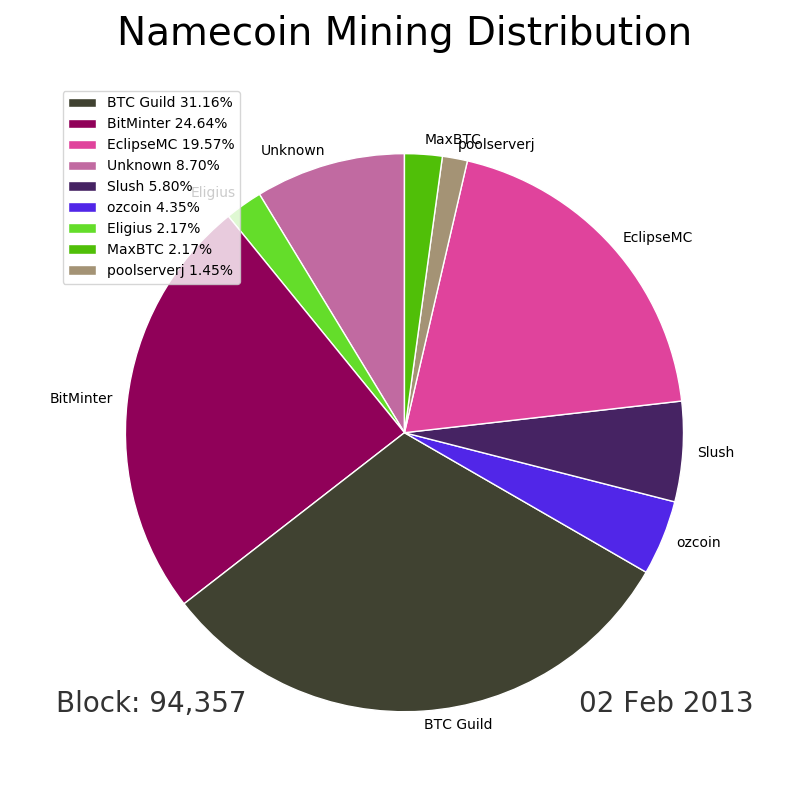 Namecoin Mining Distribution
BTC Guild 31.16%
BitMinter 24.64%
EclipseMC 19.57%
Unknown 8.70%
Slush 5.80%
ozcoin 4.35%
Eligius 2.17%
MaxBTC 2.17%
poolserverj 1.45%
MaxBTC
poolserverj
Unknown
Eligius
EclipseMC
BitMinter
Slush
ozcoin
BTC Guild
Block: 94,357
02 Feb 2013